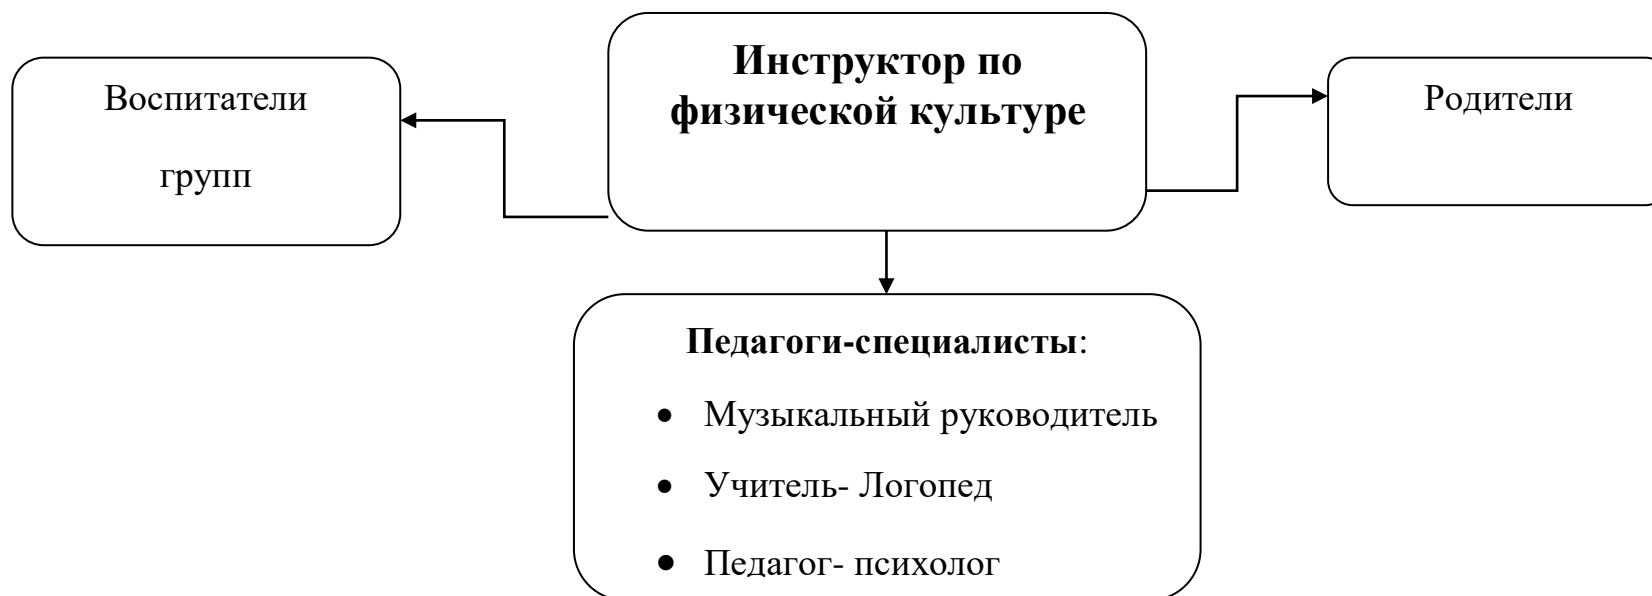 Инструктор по
физической культуре
Воспитатели
групп
Родители
Педагоги-специалисты:
• Музыкальный руководитель
• Учитель- Логопед
• Педагог- психолог